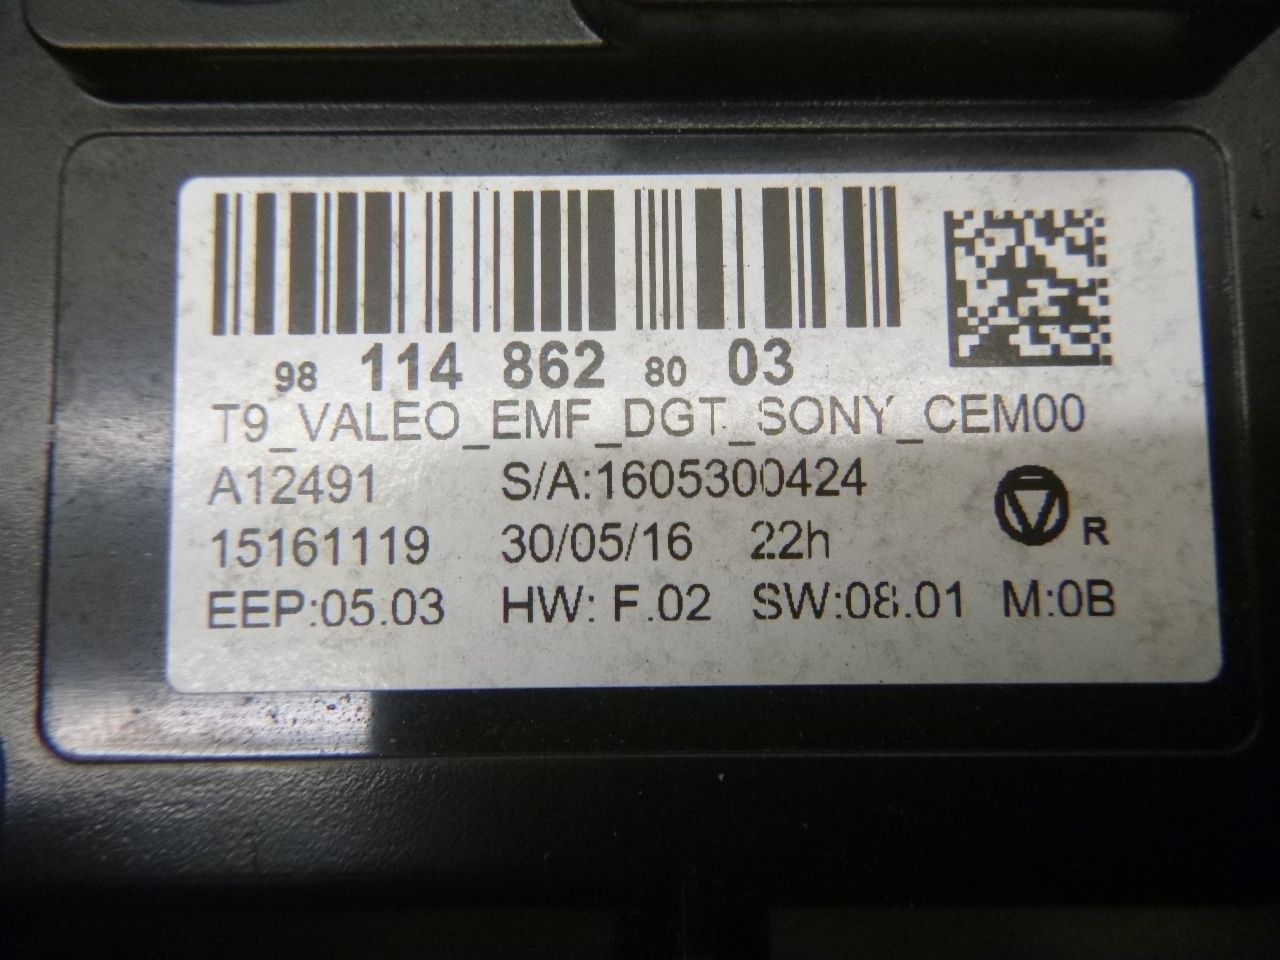 98 114 862 80 03
T9_VALEO_EMF_DGT_SONY_CEM00
A12491 S/A:1605300424
15161119 30/05/16 22h R
EEP:05.03 HW: F.02 SW:08.01 M:0B